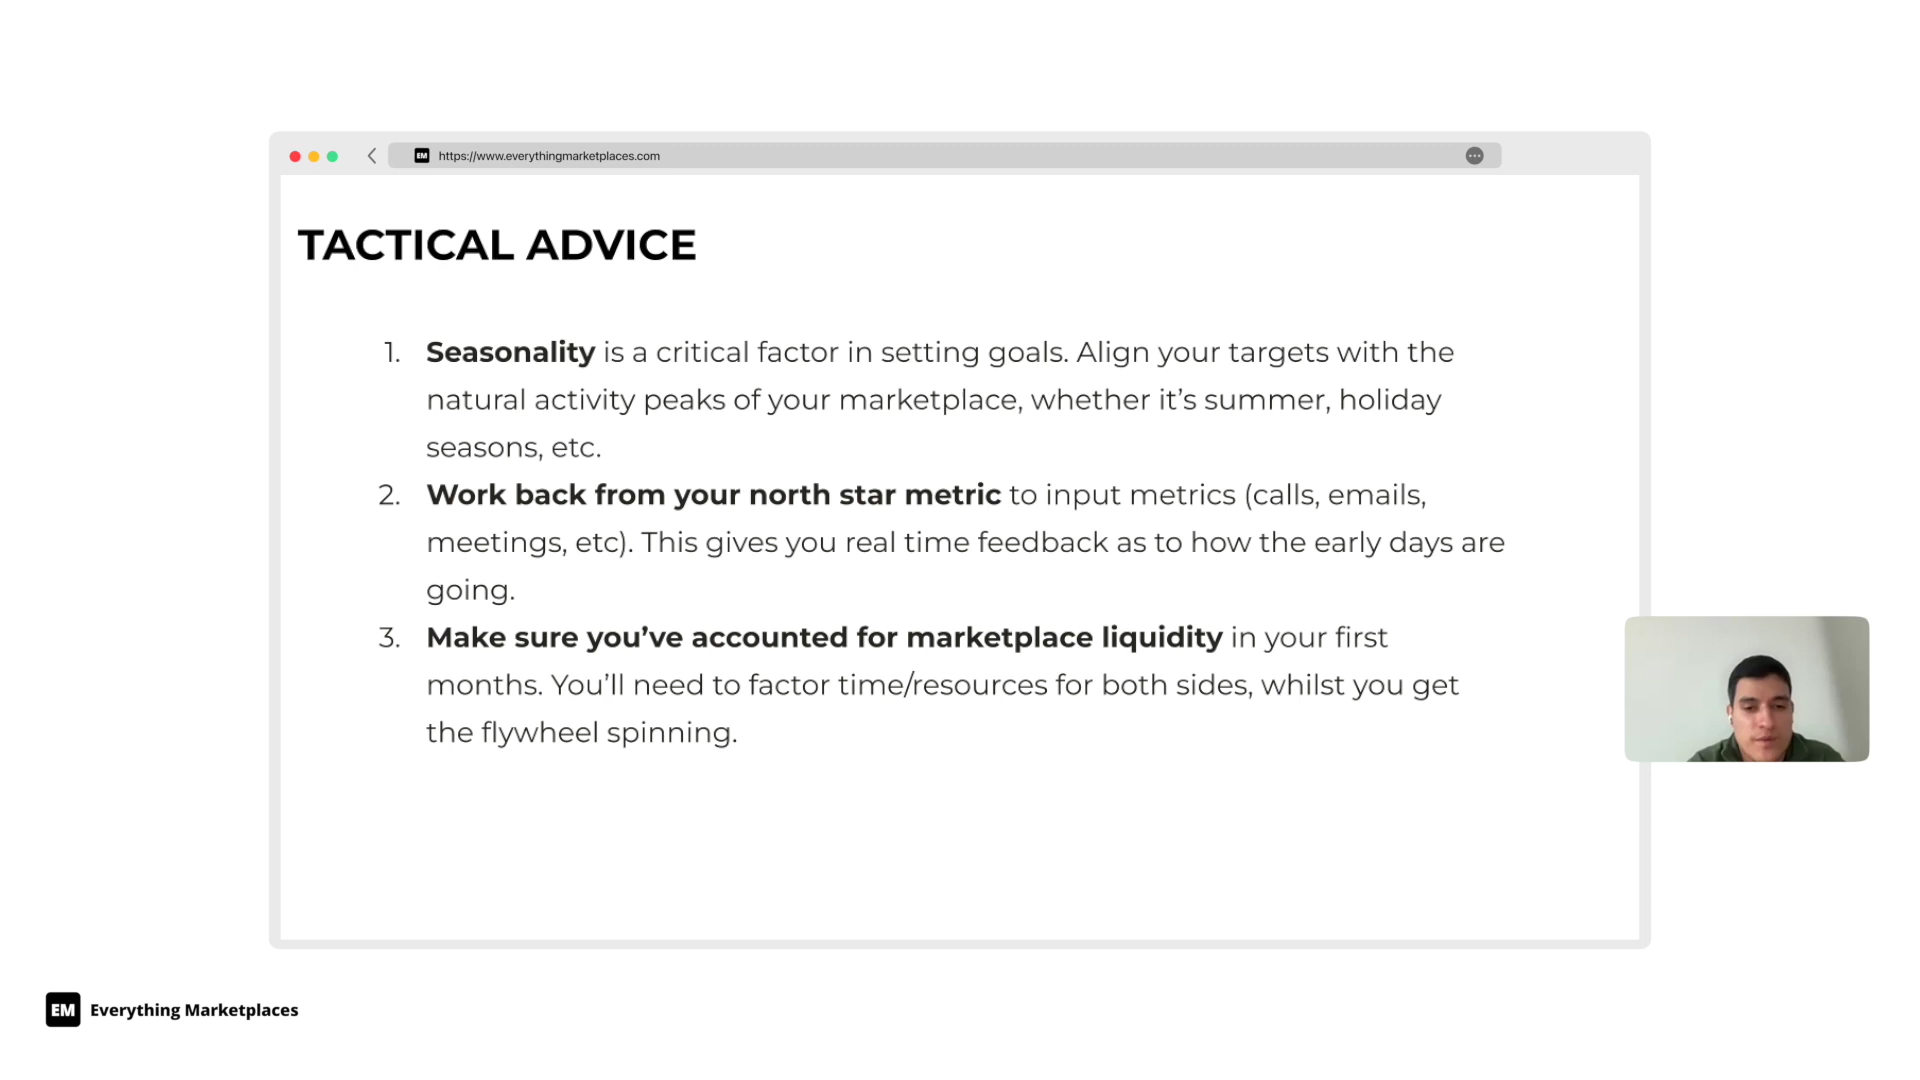 EM https://www.everythingmarketplaces.com
TACTICAL ADVICE
1. Seasonality is a critical factor in setting goals. Align your targets with the
natural activity peaks of your marketplace, whether it’s summer, holiday
seasons, etc.
2. Work back from your north star metric to input metrics (calls, emails,
meetings, etc). This gives you real time feedback as to how the early days are
going.
3. Make sure you’ve accounted for marketplace liquidity in your first
months. You’ll need to factor time/resources for both sides, whilst you get
the flywheel spinning.
EM Everything Marketplaces